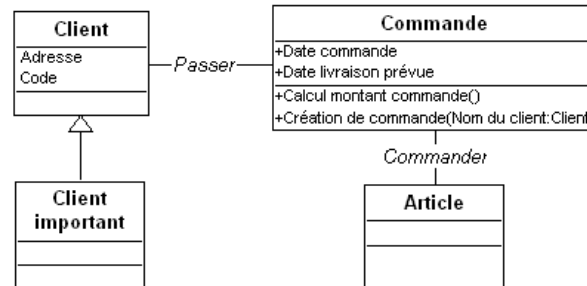 Client
Adresse
Code
Passer
Commande
+Date commande
+Date livraison prévue
+Calcul montant commande()
+Création de commande(Nom du client:Client
Commander
Client
important
Article